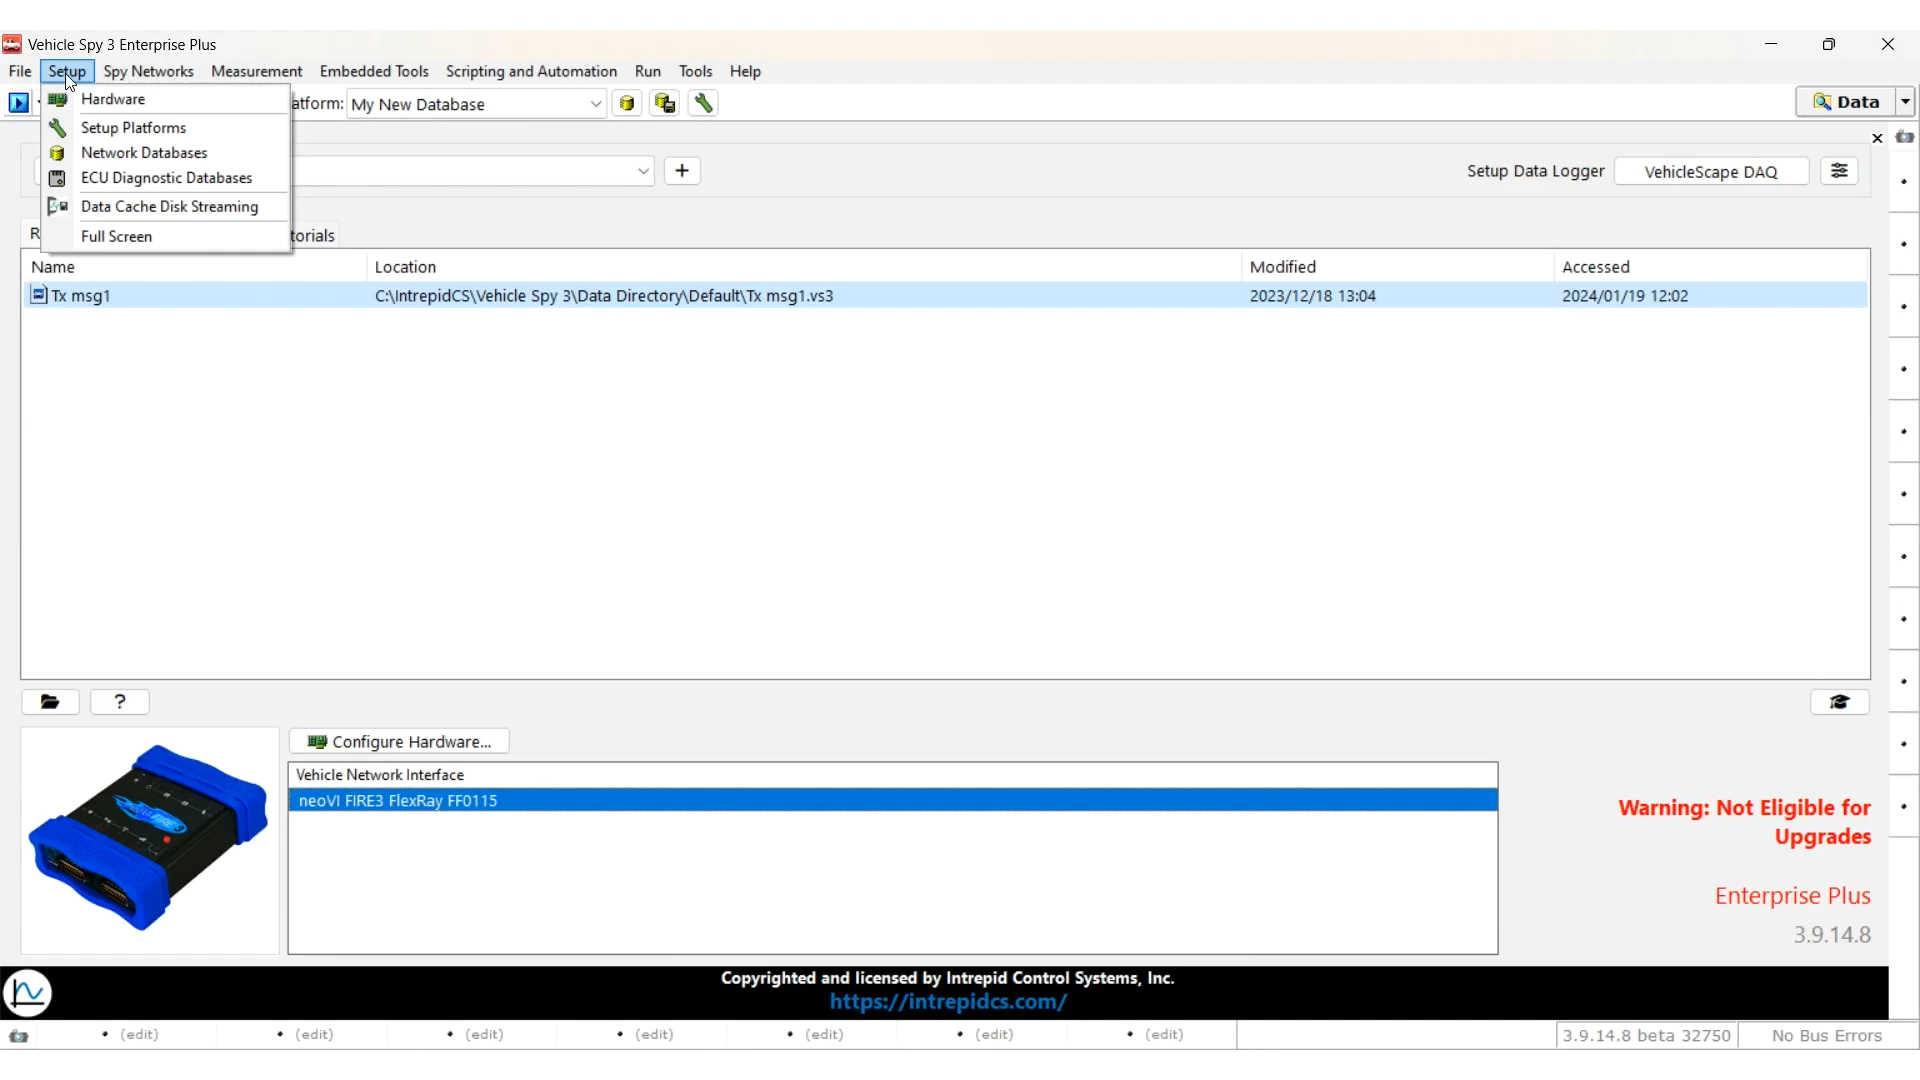 Vehicle Spy 3 Enterprise Plus
File Setup Spy Networks Measurement Embedded Tools Scripting and Automation Run Tools Help
Hardware
atform: My New Database
Data
Setup Platforms
Network Databases
ECU Diagnostic Databases
Data Cache Disk Streaming
Full Screen
Setup Data Logger VehicleScape DAQ
R
torials
Name Location Modified Accessed
Tx msg1 C:\IntrepidCS\Vehicle Spy 3\Data Directory\Default\Tx msg1.vs3 2023/12/18 13:04 2024/01/19 12:02
?
Configure Hardware...
Vehicle Network Interface
neoVI FIRE3 FlexRay FF0115
Warning: Not Eligible for
Upgrades
Enterprise Plus
3.9.14.8
Copyrighted and licensed by Intrepid Control Systems, Inc.
https://intrepidcs.com/
(edit) (edit) (edit) (edit) (edit) (edit) (edit) 3.9.14.8 beta 32750 No Bus Errors